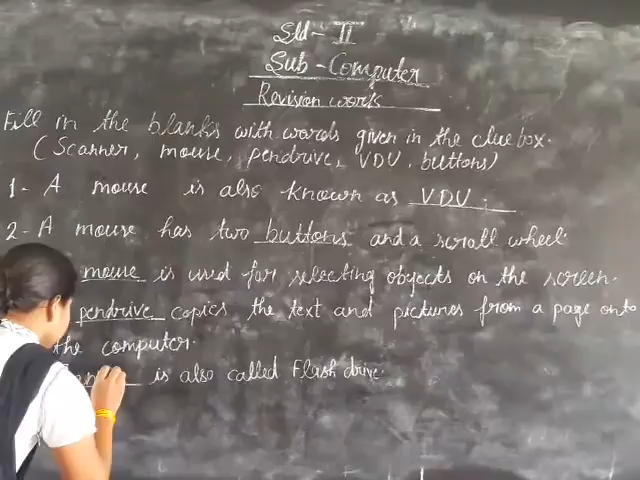 Std - II
Sub - Computer
Revision works
Fill in the blanks with words given in the clue box.
(Scanner, mouse, pendrive, VDU, buttons)
1- A mouse is also known as VDU.
2- A mouse has two buttons and a scroll wheel.
mouse is used for selecting objects on the screen.
pendrive copies the text and pictures from a page onto
the computer.
is also called Flash drive.